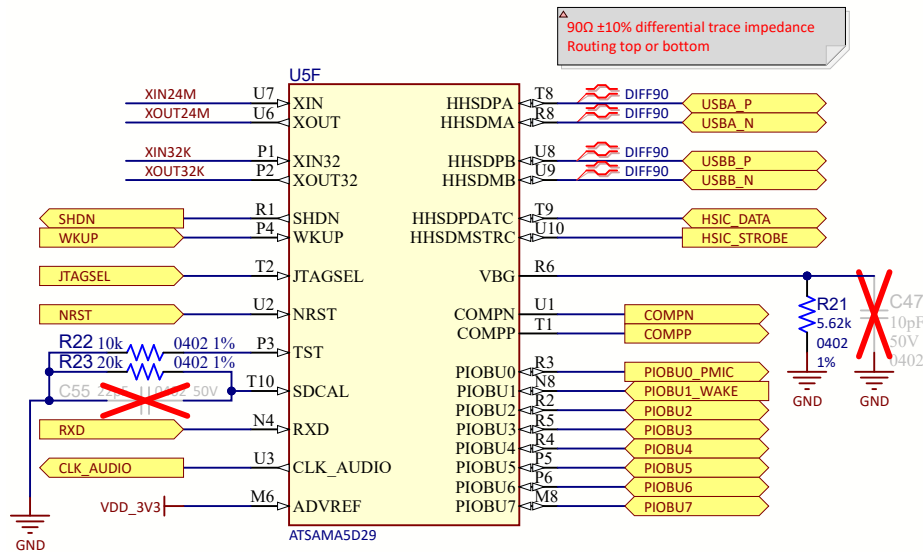 90Ω ±10% differential trace impedance
Routing top or bottom
U5F
XIN24M U7 XIN
XOUT24M U6 XOUT
XIN32K P1 XIN32
XOUT32K P2 XOUT32
SHDN R1 SHDN
WKUP P4 WKUP
JTAGSEL T2 JTAGSEL
NRST U2 NRST
R22 10k 0402 1% P3 TST
R23 20k 0402 1%
C55 0402 50V T10 SDCAL
RXD N4 RXD
CLK_AUDIO U3 CLK_AUDIO
VDD_3V3 M6 ADVREF
GND
ATSAMA5D29
HHSDPA T8 DIFF90 USBA_P
HHSDMA R8 DIFF90 USBA_N
HHSDPB U8 DIFF90 USBB_P
HHSDMB U9 DIFF90 USBB_N
HHSDPDATC T9 HSIC_DATA
HHSDMSTRC U10 HSIC_STROBE
VBG R6
COMPN U1 COMPN
COMPP T1 COMPP
PIOBU0 R3 PIOBU0_PMIC
PIOBU1 N8 PIOBU1_WAKE
PIOBU2 R2 PIOBU2
PIOBU3 R5 PIOBU3
PIOBU4 R4 PIOBU4
PIOBU5 P5 PIOBU5
PIOBU6 P6 PIOBU6
PIOBU7 M8 PIOBU7
R21
5.62k
0402
1%
GND
C47
10pF
50V
0402
GND